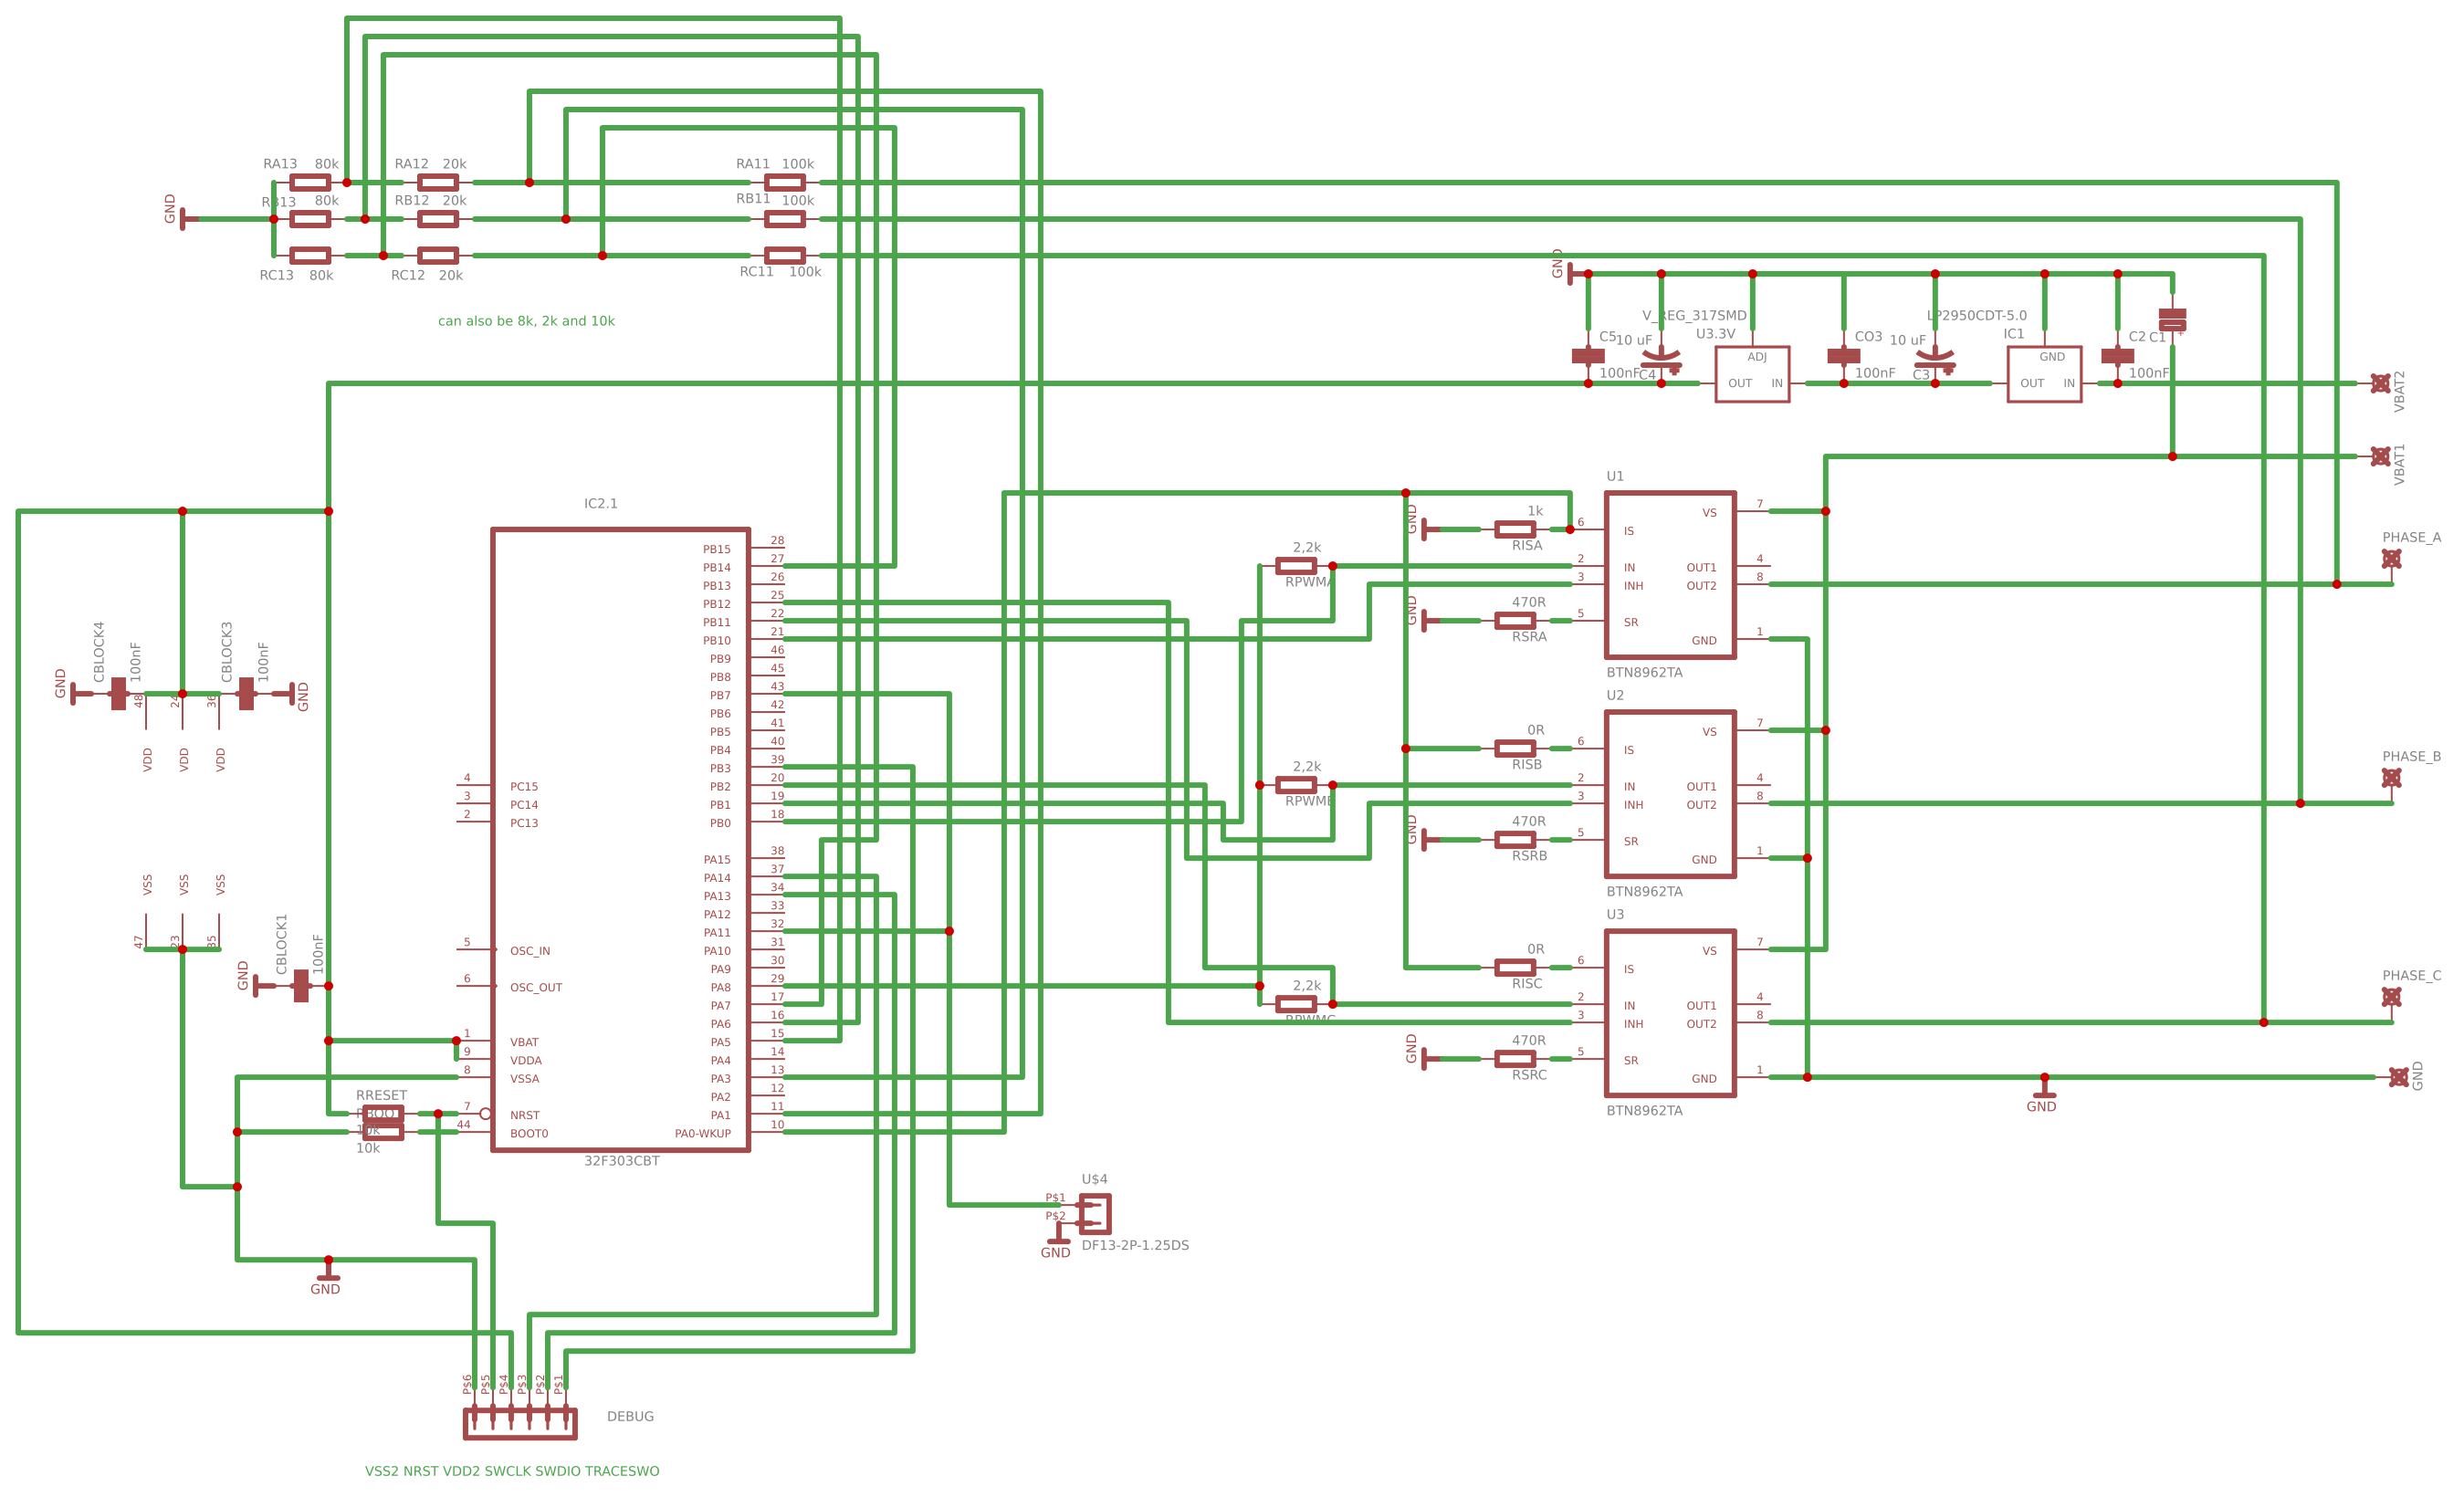 RA13 80k RA12 20k RA11 100k
RB13 80k RB12 20k RB11 100k
GND
RC13 80k RC12 20k RC11 100k
can also be 8k, 2k and 10k
GND
V_REG_317SMD LP2950CDT-5.0
C5 10 uF U3.3V CO3 10 uF IC1 C2 C1
ADJ GND
100nF C4 OUT IN 100nF C3 OUT IN 100nF
VBAT2
VBAT1
IC2.1
PB15 28
PB14 27
PB13 26
PB12 25
PB11 22
PB10 21
PB9 46
PB8 45
PB7 43
PB6 42
PB5 41
PB4 40
PB3 39
PB2 20
PB1 19
PB0 18
PA15 38
PA14 37
PA13 34
PA12 33
PA11 32
PA10 31
PA9 30
PA8 29
PA7 17
PA6 16
PA5 15
PA4 14
PA3 13
PA2 12
PA1 11
PA0-WKUP 10
4 PC15
3 PC14
2 PC13
5 OSC_IN
6 OSC_OUT
1 VBAT
9 VDDA
8 VSSA
7 NRST
44 BOOT0
32F303CBT
GND CBLOCK4 100nF CBLOCK3 100nF GND
48 24 36
VDD VDD VDD
VSS VSS VSS
47 23 35
GND CBLOCK1 100nF
RRESET
RBOOT
10k
10k
GND
U1
GND 1k 6 IS VS 7
RISA
2,2k 2 IN OUT1 4
RPWMA 3 INH OUT2 8
GND 470R 5 SR GND 1
RSRA
BTN8962TA
PHASE_A
U2
0R 6 IS VS 7
RISB
2,2k 2 IN OUT1 4
RPWMB 3 INH OUT2 8
GND 470R 5 SR GND 1
RSRB
BTN8962TA
PHASE_B
U3
0R 6 IS VS 7
RISC
2,2k 2 IN OUT1 4
RPWMC 3 INH OUT2 8
GND 470R 5 SR GND 1
RSRC
BTN8962TA
PHASE_C
GND
GND
U$4
P$1
P$2
GND DF13-2P-1.25DS
P$6 P$5 P$4 P$3 P$2 P$1
DEBUG
VSS2 NRST VDD2 SWCLK SWDIO TRACESWO